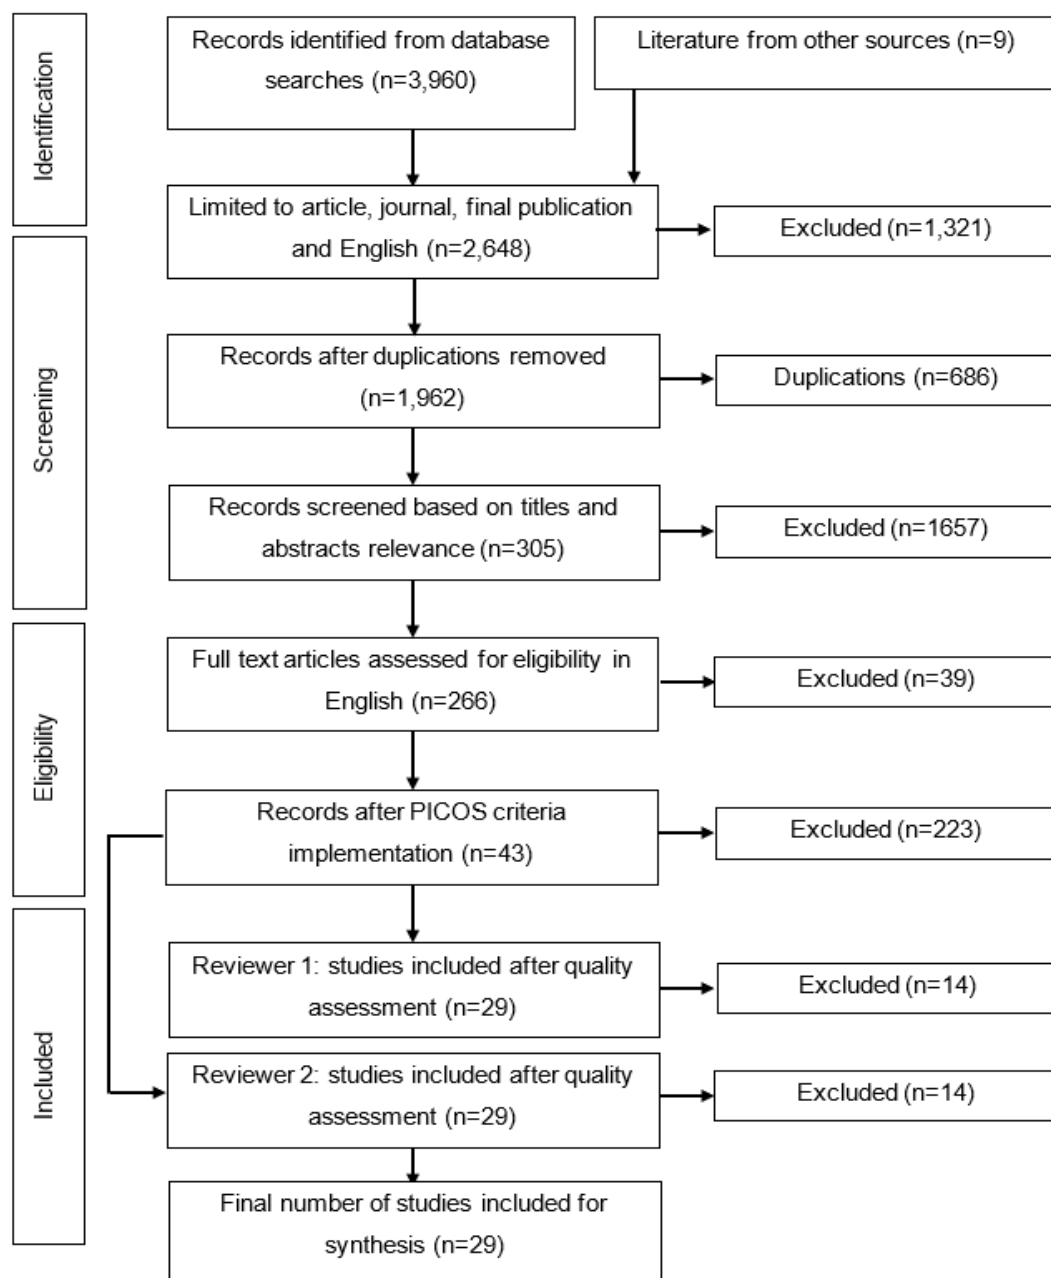 Identification
Records identified from database
searches (n=3,960)
Literature from other sources (n=9)
Limited to article, journal, final publication
and English (n=2,648)
Excluded (n=1,321)
Screening
Records after duplications removed
(n=1,962)
Duplications (n=686)
Records screened based on titles and
abstracts relevance (n=305)
Excluded (n=1657)
Eligibility
Full text articles assessed for eligibility in
English (n=266)
Excluded (n=39)
Records after PICOS criteria
implementation (n=43)
Excluded (n=223)
Included
Reviewer 1: studies included after quality
assessment (n=29)
Excluded (n=14)
Reviewer 2: studies included after quality
assessment (n=29)
Excluded (n=14)
Final number of studies included for
synthesis (n=29)